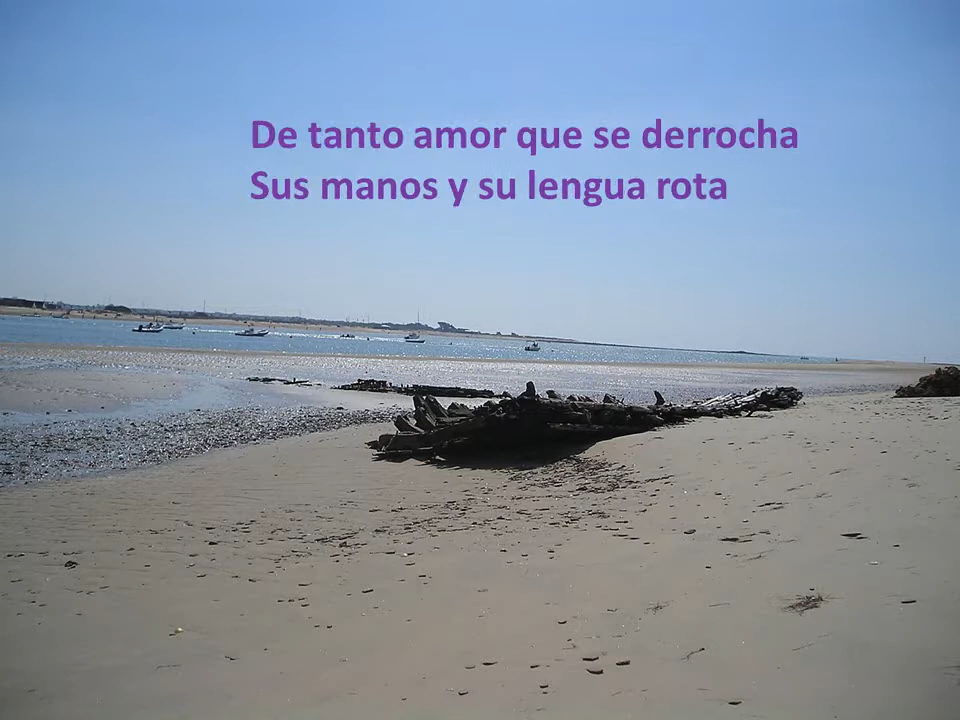 De tanto amor que se derrocha
Sus manos y su lengua rota